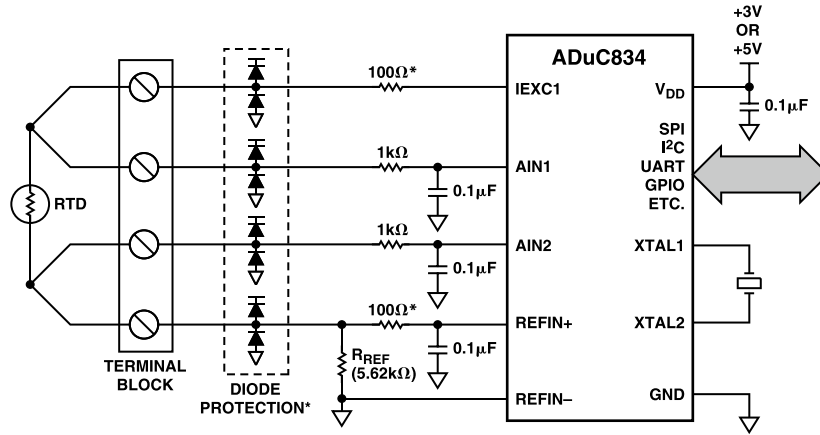 +3V
OR
+5V
ADuC834
100Ω*
IEXC1
VDD
0.1μF
SPI
I2C
UART
GPIO
ETC.
1kΩ
AIN1
0.1μF
RTD
1kΩ
AIN2
XTAL1
0.1μF
100Ω*
REFIN+
XTAL2
0.1μF
RREF
(5.62kΩ)
TERMINAL
BLOCK
DIODE
PROTECTION*
REFIN–
GND